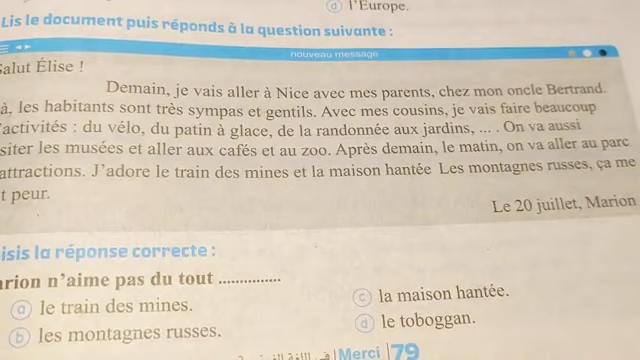 d l'Europe.
Lis le document puis réponds à la question suivante :
nouveau message
Salut Élise !
Demain, je vais aller à Nice avec mes parents, chez mon oncle Bertrand.
à, les habitants sont très sympas et gentils. Avec mes cousins, je vais faire beaucoup
'activités : du vélo, du patin à glace, de la randonnée aux jardins, ... . On va aussi
siter les musées et aller aux cafés et au zoo. Après demain, le matin, on va aller au parc
attractions. J'adore le train des mines et la maison hantée Les montagnes russes, ça me
t peur.
Le 20 juillet, Marion
isis la réponse correcte :
arion n'aime pas du tout ...............
a le train des mines.
c la maison hantée.
b les montagnes russes.
d le toboggan.
Merci 79